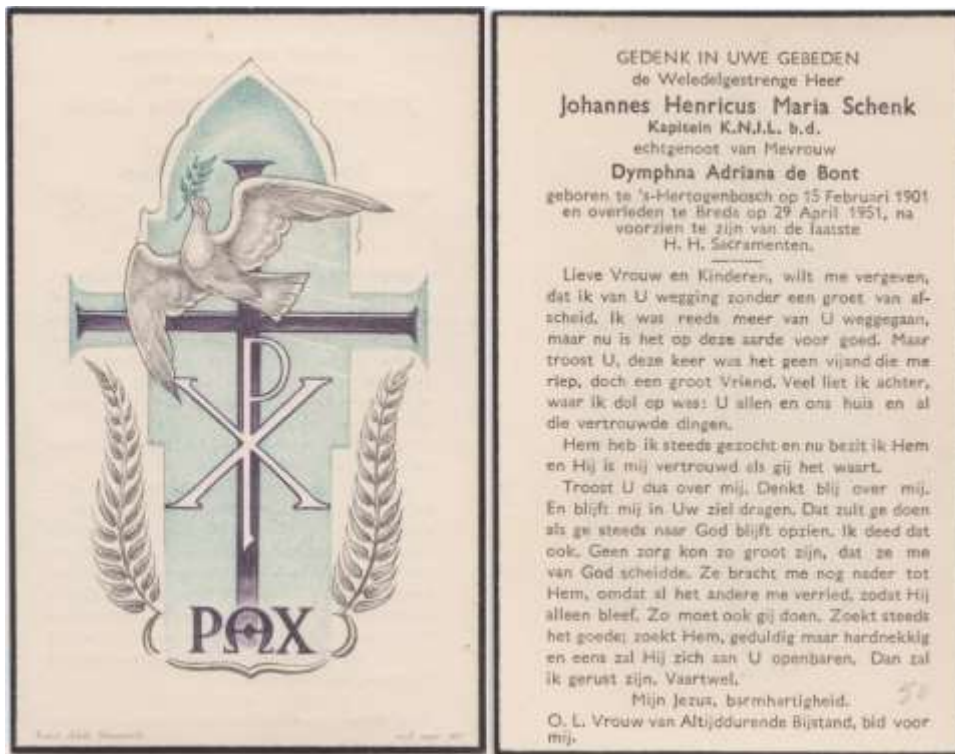 PAX
GEDENK IN UWE GEBEDEN
de Weledelgestrenge Heer
Johannes Henricus Maria Schenk
Kapitein K.N.I.L. b.d.
echtgenoot van Mevrouw
Dymphna Adriana de Bont
geboren te 's-Hertogenbosch op 15 Februari 1901
en overleden te Breda op 29 April 1951, na
voorzien te zijn van de laatste
H. H. Sacramenten.
Lieve Vrouw en Kinderen, wilt me vergeven,
dat ik van U wegging zonder een groet van af-
scheid. Ik was reeds meer van U weggegaan,
maar nu is het op deze aarde voor goed. Maar
troost U, deze keer was het geen vijand die me
riep, doch een groot Vriend. Veel liet ik achter,
waar ik dol op was: U allen en ons huis en al
die vertrouwde dingen.
Hem heb ik steeds gezocht en nu bezit ik Hem
en Hij is mij vertrouwd als gij het waart.
Troost U dus over mij. Denkt blij over mij.
En blijft mij in Uw ziel dragen. Dat zult ge doen
als ge steeds naar God blijft opzien. Ik deed dat
ook. Geen zorg kon zo groot zijn, dat ze me
van God scheidde. Ze bracht me nog nader tot
Hem, omdat al het andere me verried, zodat Hij
alleen bleef. Zo moet ook gij doen. Zoekt steeds
het goede; zoekt Hem, geduldig maar hardnekkig
en eens zal Hij zich aan U openbaren. Dan zal
ik gerust zijn. Vaartwel.
Mijn Jezus, barmhartigheid.
O. L. Vrouw van Altijddurende Bijstand, bid voor
mij.